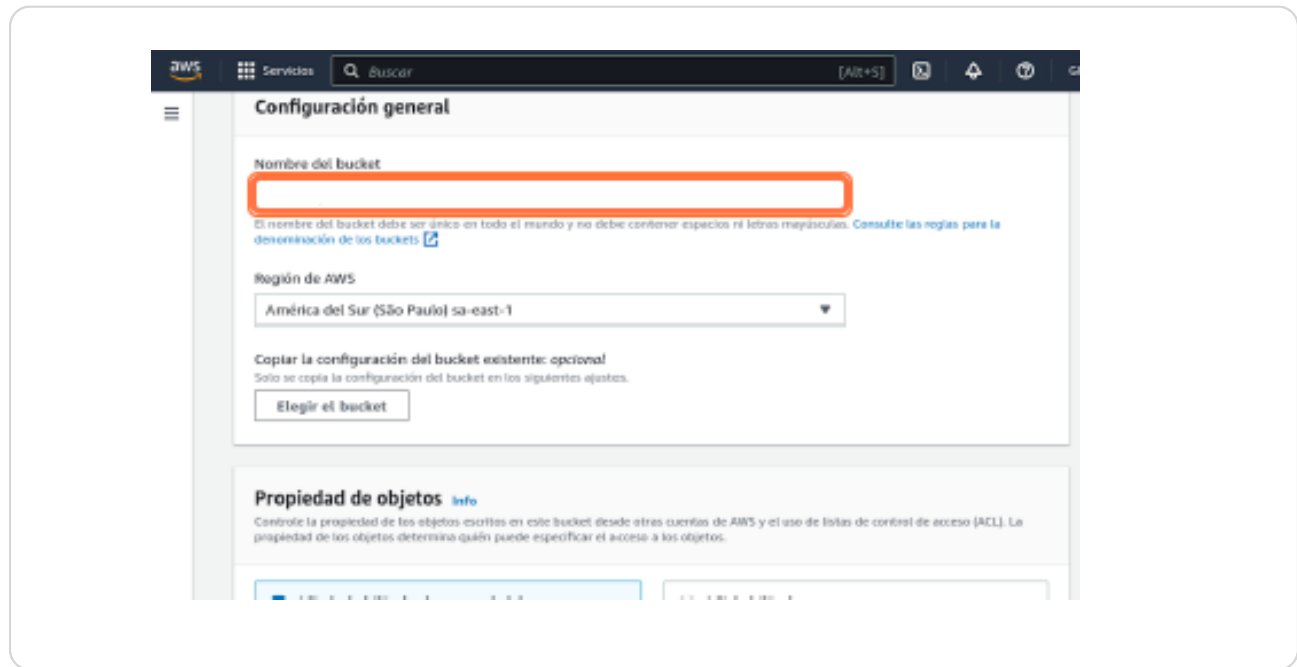 aws Servicios Buscar [Alt+S]
Configuración general
Nombre del bucket
El nombre del bucket debe ser único en todo el mundo y no debe contener espacios ni letras mayúsculas. Consulte las reglas para la
denominación de los buckets
Región de AWS
América del Sur (São Paulo) sa-east-1
Copiar la configuración del bucket existente: opcional
Solo se copia la configuración del bucket en los siguientes ajustes.
Elegir el bucket
Propiedad de objetos Info
Controle la propiedad de los objetos escritos en este bucket desde otras cuentas de AWS y el uso de listas de control de acceso (ACL). La
propiedad de los objetos determina quién puede especificar el acceso a los objetos.